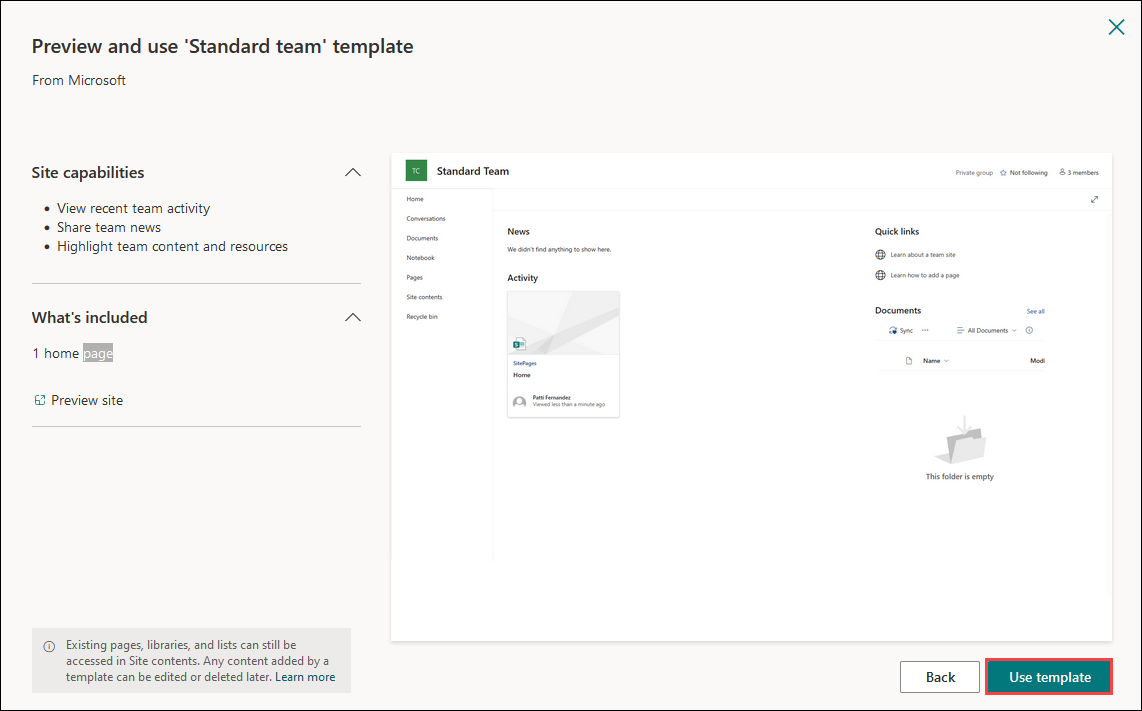 Preview and use 'Standard team' template
From Microsoft
Site capabilities
View recent team activity
Share team news
Highlight team content and resources
What's included
1 home page
Preview site
Existing pages, libraries, and lists can still be
accessed in Site contents. Any content added by a
template can be edited or deleted later. Learn more
TC Standard Team
Private group Not following 3 members
Home
Conversations
Documents
Notebook
Pages
Site contents
Recycle bin
News
We didn't find anything to show here.
Activity
SitePages
Home
Patti Fernandez
Viewed less than a minute ago
Quick links
Learn about a team site
Learn how to add a page
Documents See all
Sync ··· All Documents
Name Modi
This folder is empty
Back Use template